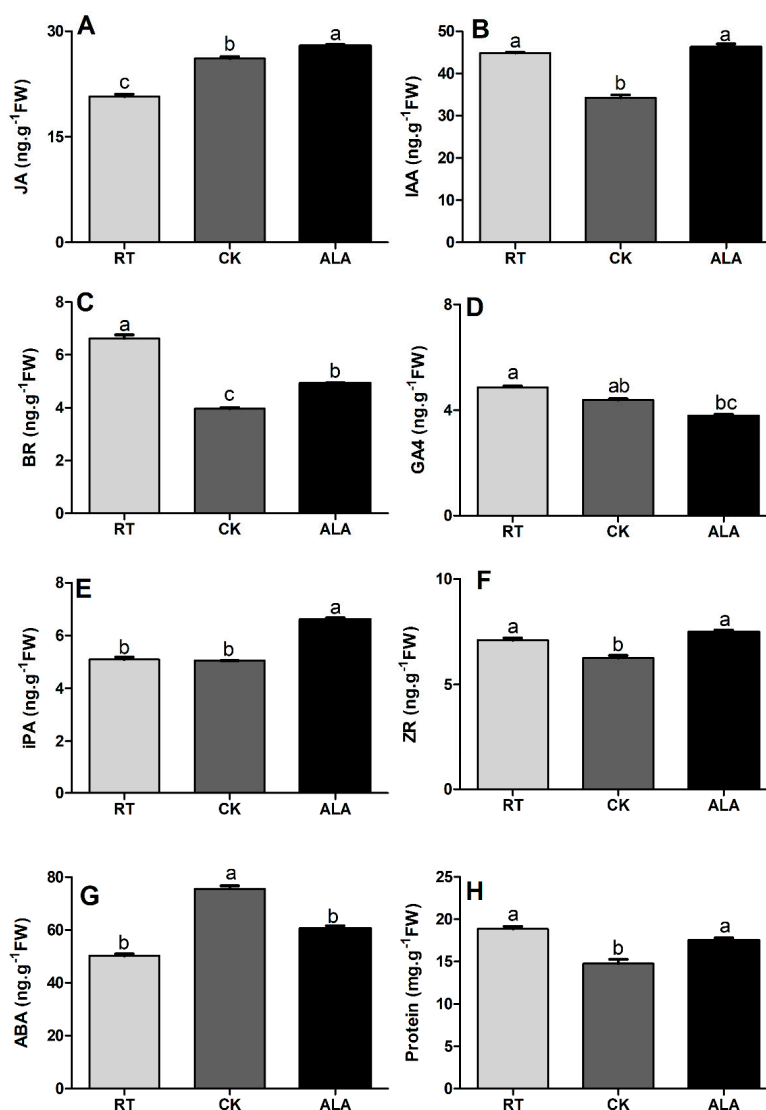 A
JA (ng.g⁻¹FW)
30
15
0
c
b
a
RT CK ALA
B
IAA (ng.g⁻¹FW)
50
40
30
20
10
0
a
b
a
RT CK ALA
C
BR (ng.g⁻¹FW)
8
6
4
2
0
a
c
b
RT CK ALA
D
GA4 (ng.g⁻¹FW)
8
4
0
a
ab
bc
RT CK ALA
E
iPA (ng.g⁻¹FW)
8
6
4
2
0
b
b
a
RT CK ALA
F
ZR (ng.g⁻¹FW)
10
5
0
a
b
a
RT CK ALA
G
ABA (ng.g⁻¹FW)
80
60
40
20
0
b
a
b
RT CK ALA
H
Protein (mg.g⁻¹FW)
25
20
15
10
5
0
a
b
a
RT CK ALA